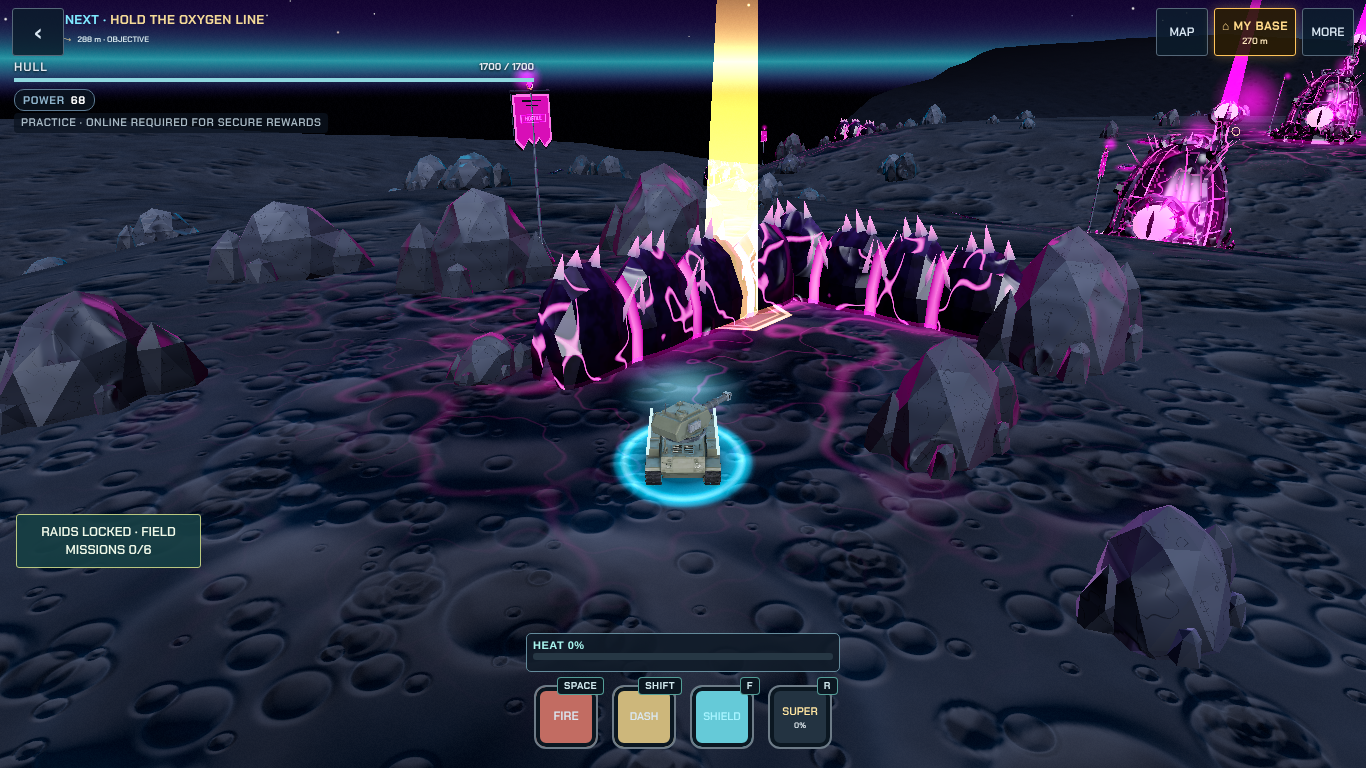 ‹
NEXT · HOLD THE OXYGEN LINE
288 m · OBJECTIVE
MAP
⌂ MY BASE
270 m
MORE
HULL
1700 / 1700
POWER 68
PRACTICE · ONLINE REQUIRED FOR SECURE REWARDS
RAIDS LOCKED · FIELD
MISSIONS 0/6
HEAT 0%
SPACE
SHIFT
F
R
FIRE
DASH
SHIELD
SUPER
0%